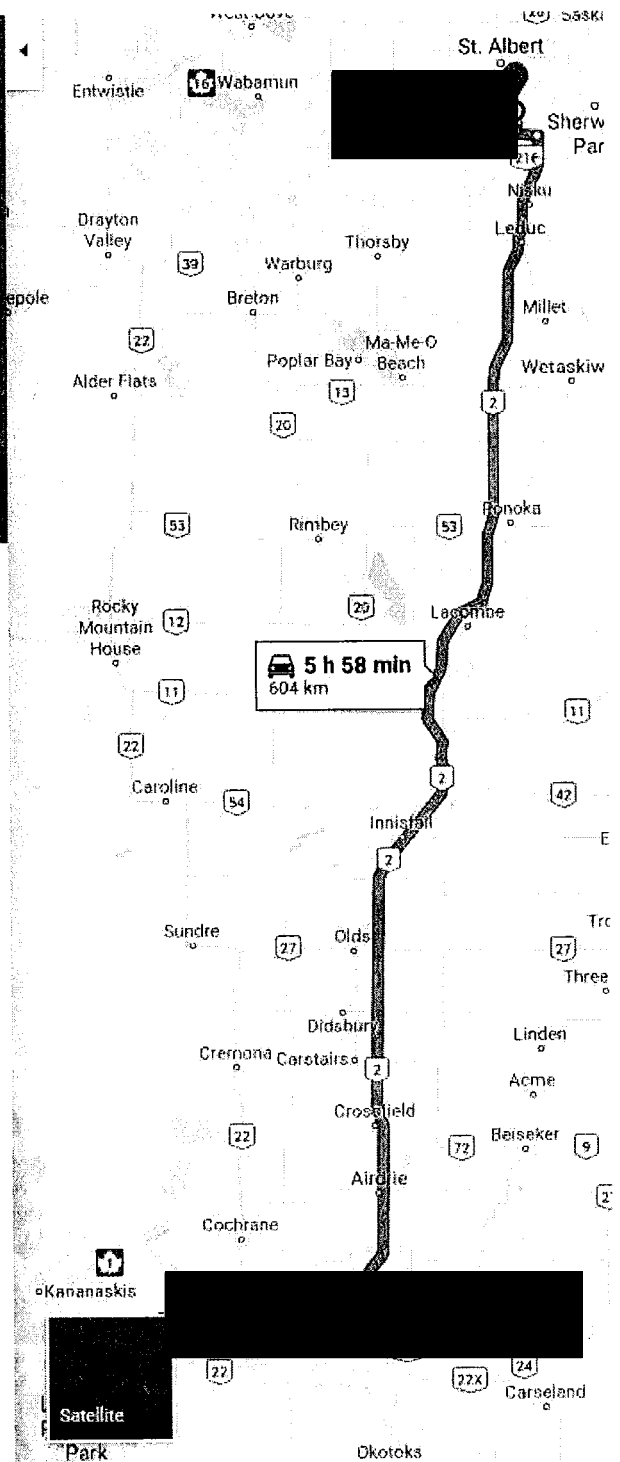 St. Albert
Entwistle
16
Wabamun
Sherw
Par
216
Nisku
Drayton
Valley
39
Thorsby
Leduc
Warburg
epole
Breton
Millet
22
Poplar Bay
Ma-Me-O
Beach
Wetaskiw
Alder Flats
13
2
20
53
Rimbey
53
Ponoka
Rocky
Mountain
House
12
20
Lacombe
5 h 58 min
604 km
11
11
22
2
Caroline
54
42
Innisfail
E
2
Sundre
27
Olds
27
Three
Didsbury
Linden
Cremona
Carstairs
2
Acme
Crossfield
22
72
Beiseker
9
Airdrie
Cochrane
1
Kananaskis
22
22X
24
Carseland
Satellite
Park
Okotoks